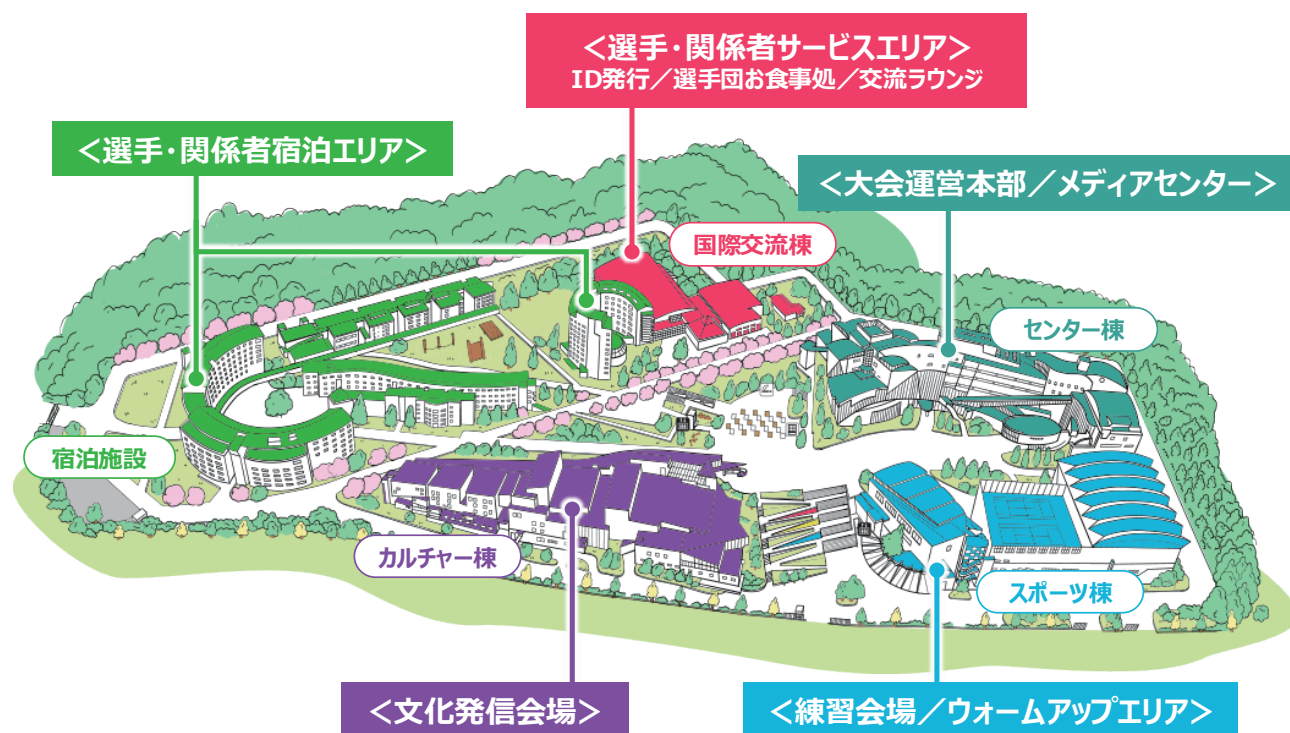 ＜選手・関係者サービスエリア＞
ID発行／選手団お食事処／交流ラウンジ
＜選手・関係者宿泊エリア＞
＜大会運営本部／メディアセンター＞
国際交流棟
センター棟
宿泊施設
カルチャー棟
スポーツ棟
＜文化発信会場＞
＜練習会場／ウォームアップエリア＞